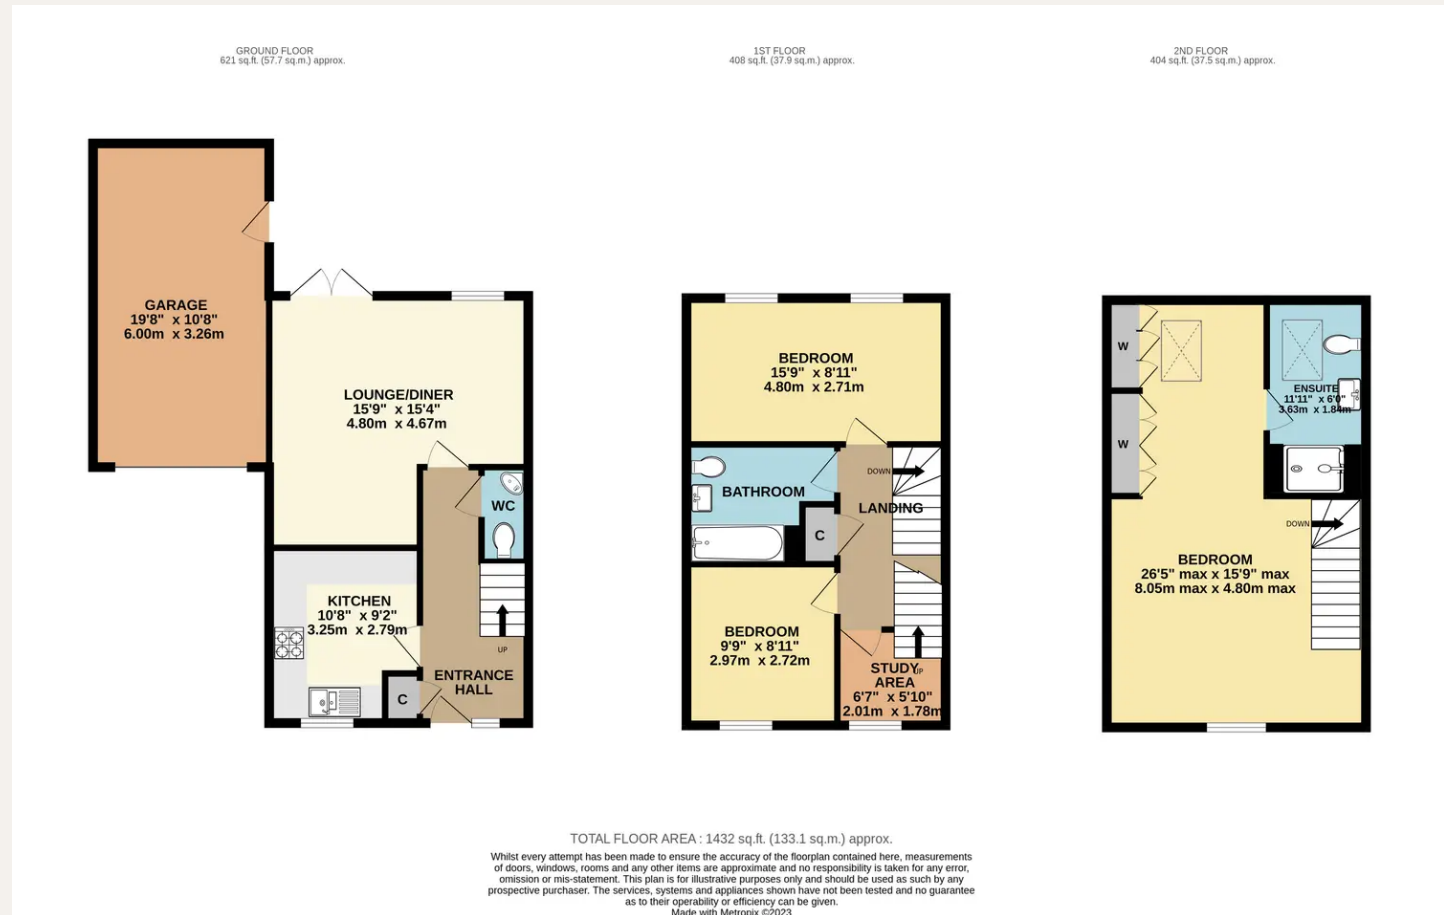 GROUND FLOOR
621 sq.ft. (57.7 sq.m.) approx.
1ST FLOOR
408 sq.ft. (37.9 sq.m.) approx.
2ND FLOOR
404 sq.ft. (37.5 sq.m.) approx.
GARAGE
19'8" x 10'8"
6.00m x 3.26m
LOUNGE/DINER
15'9" x 15'4"
4.80m x 4.67m
WC
KITCHEN
10'8" x 9'2"
3.25m x 2.79m
UP
ENTRANCE
HALL
C
BEDROOM
15'9" x 8'11"
4.80m x 2.71m
DOWN
BATHROOM
LANDING
C
BEDROOM
9'9" x 8'11"
2.97m x 2.72m
STUDY
UP
AREA
6'7" x 5'10"
2.01m x 1.78m
W
W
ENSUITE
11'11" x 6'0"
3.63m x 1.84m
DOWN
BEDROOM
26'5" max x 15'9" max
8.05m max x 4.80m max
TOTAL FLOOR AREA : 1432 sq.ft. (133.1 sq.m.) approx.
Whilst every attempt has been made to ensure the accuracy of the floorplan contained here, measurements
of doors, windows, rooms and any other items are approximate and no responsibility is taken for any error,
omission or mis-statement. This plan is for illustrative purposes only and should be used as such by any
prospective purchaser. The services, systems and appliances shown have not been tested and no guarantee
as to their operability or efficiency can be given.
Made with Metropix ©2023